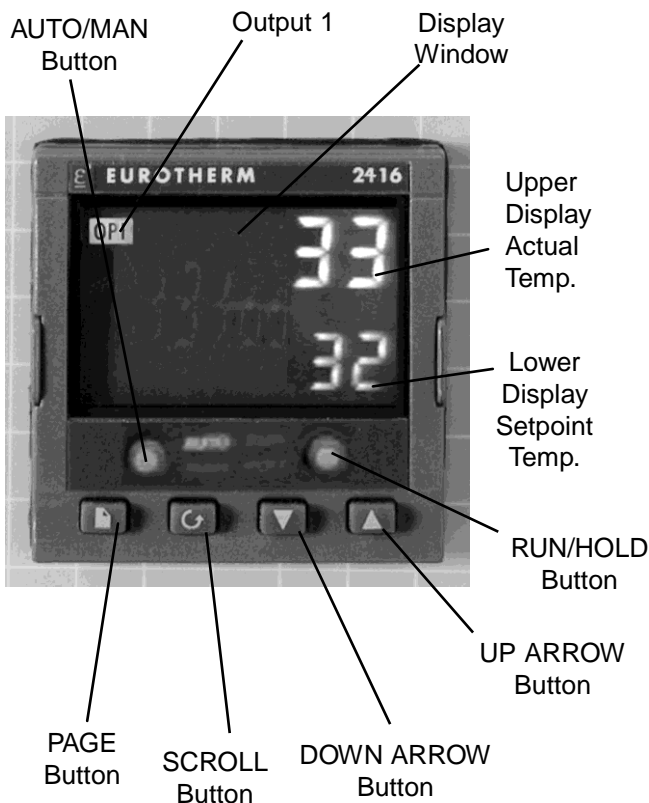 AUTO/MAN
Button
Output 1
Display
Window
EUROTHERM 2416
OP1
33
Upper
Display
Actual
Temp.
32
Lower
Display
Setpoint
Temp.
AUTO
RUN/HOLD
Button
UP ARROW
Button
PAGE
Button
SCROLL
Button
DOWN ARROW
Button